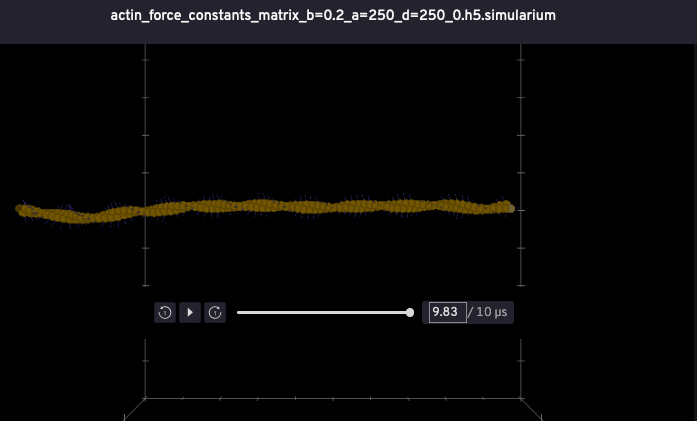 actin_force_constants_matrix_b=0.2_a=250_d=250_0.h5.simularium
9.83 / 10 µs